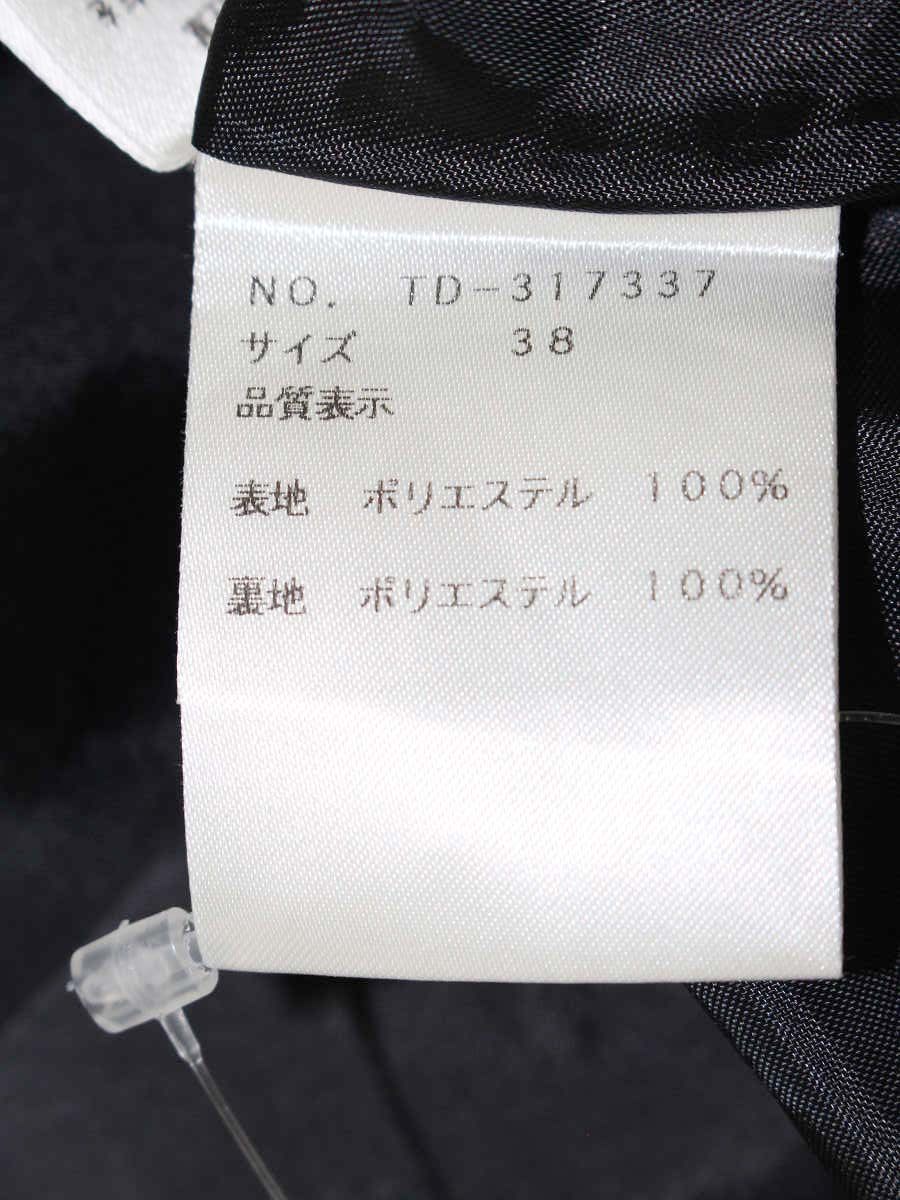 NO. TD-317337
サイズ 38
品質表示
表地 ポリエステル 100%
裏地 ポリエステル 100%